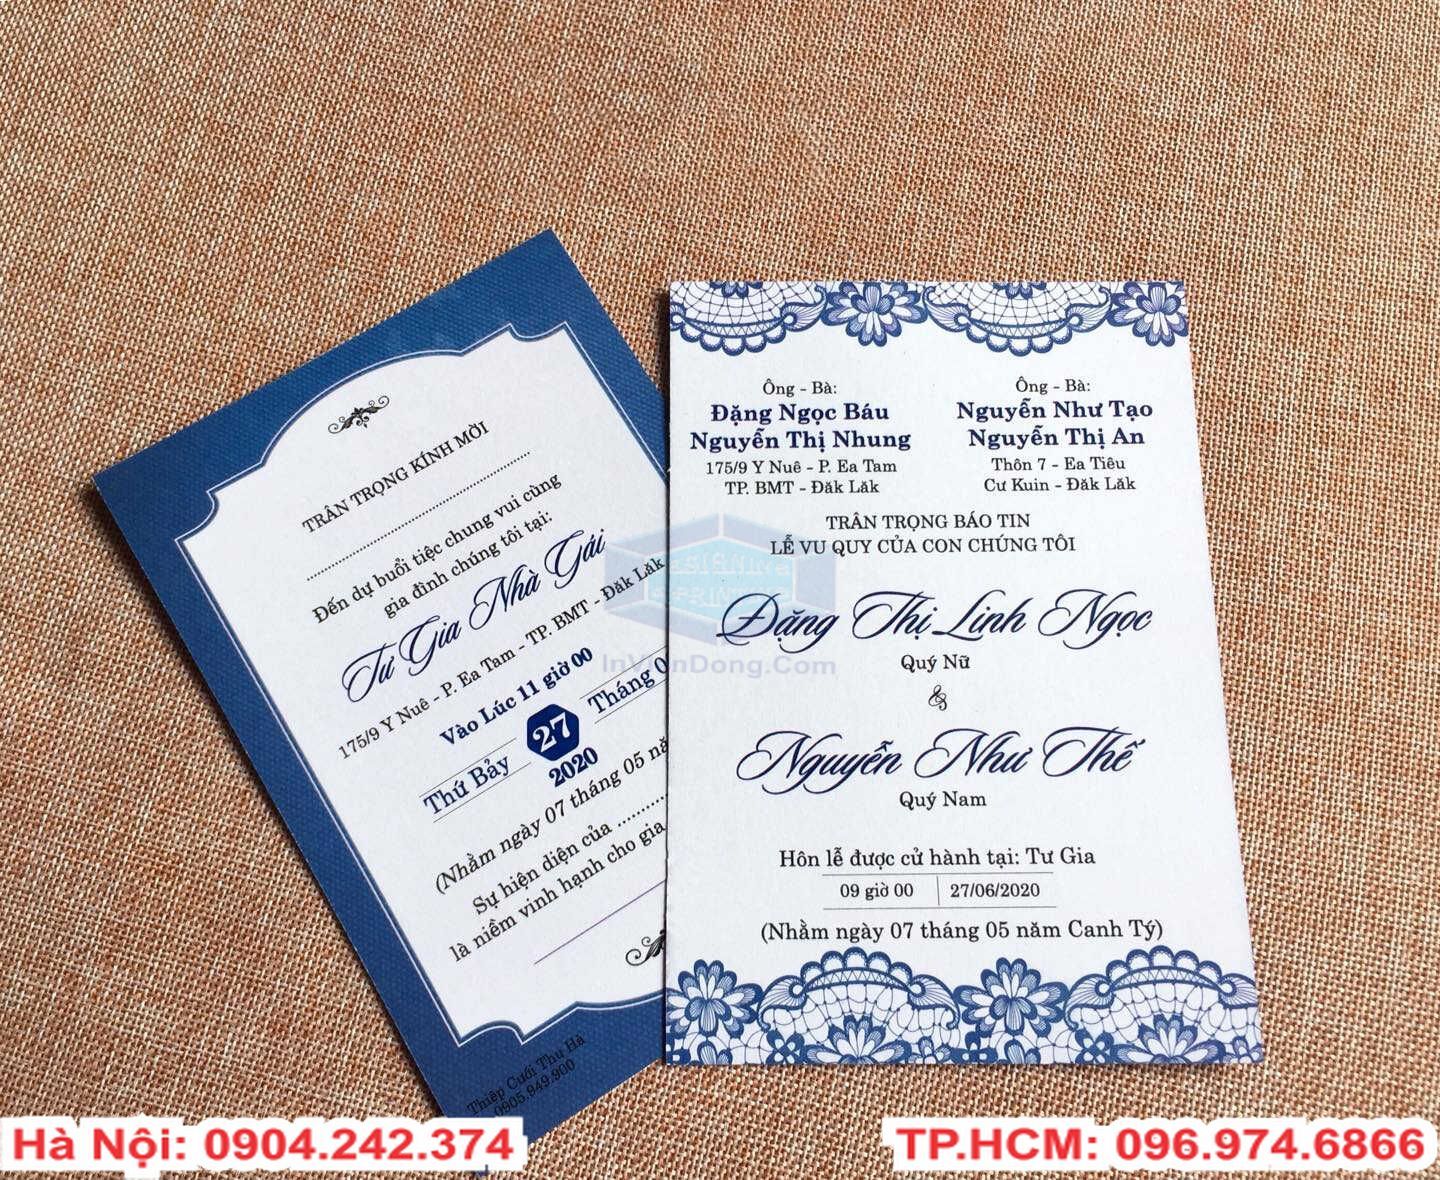 TRÂN TRỌNG KÍNH MỜI
Đến dự buổi tiệc chung vui cùng
gia đình chúng tôi tại:
Tư Gia Nhà Gái
175/9 Y Nuê - P. Ea Tam - TP. BMT - Đăk Lăk
Vào Lúc 11 giờ 00
Thứ Bảy
27
Tháng 0
2020
(Nhằm ngày 07 tháng 05 nă
Sự hiện diện của ..........
là niềm vinh hạnh cho gia
Thiệp Cưới Thu Hà
0905.949.900
Ông - Bà:
Đặng Ngọc Báu
Nguyễn Thị Nhung
175/9 Y Nuê - P. Ea Tam
TP. BMT - Đăk Lăk
Ông - Bà:
Nguyễn Như Tạo
Nguyễn Thị An
Thôn 7 - Ea Tiêu
Cư Kuin - Đăk Lăk
TRÂN TRỌNG BÁO TIN
LỄ VU QUY CỦA CON CHÚNG TÔI
Đặng Thị Linh Ngọc
Quý Nữ
&
Nguyễn Như Thế
Quý Nam
Hôn lễ được cử hành tại: Tư Gia
09 giờ 00 27/06/2020
(Nhằm ngày 07 tháng 05 năm Canh Tý)
InVienDong.Com
Hà Nội: 0904.242.374
TP.HCM: 096.974.6866